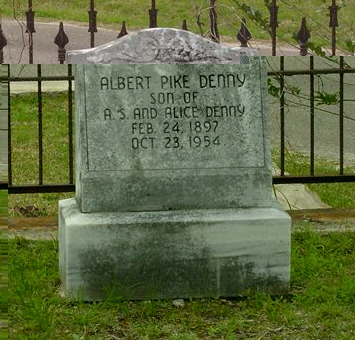 ALBERT PIKE DENNY
SON OF
A. S. AND ALICE DENNY
FEB. 24, 1897
OCT. 23, 1954